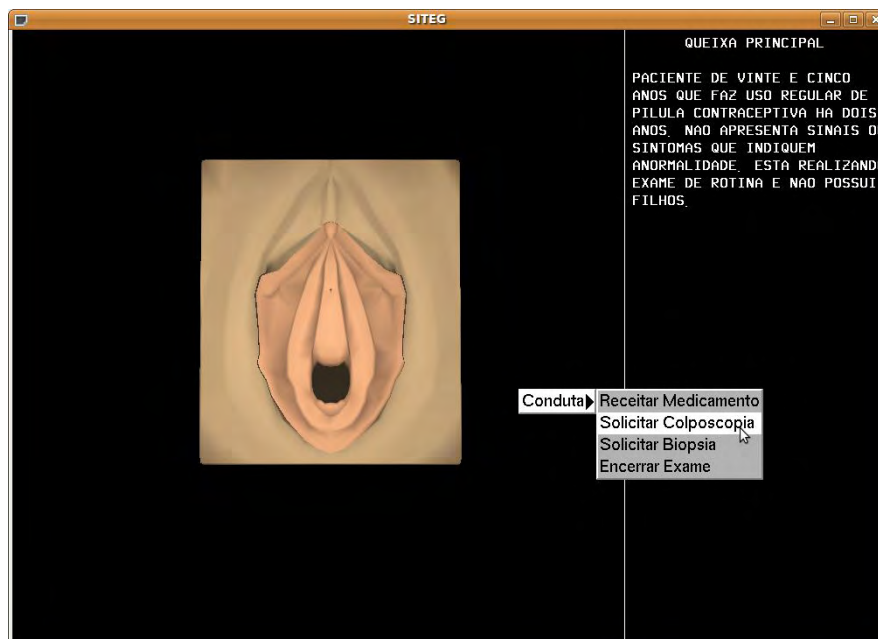 SITEG
QUEIXA PRINCIPAL
PACIENTE DE VINTE E CINCO
ANOS QUE FAZ USO REGULAR DE
PILULA CONTRACEPTIVA HA DOIS
ANOS. NAO APRESENTA SINAIS O
SINTOMAS QUE INDIQUEM
ANORMALIDADE. ESTA REALIZAND
EXAME DE ROTINA E NAO POSSUI
FILHOS.
Conduta
Receitar Medicamento
Solicitar Colposcopia
Solicitar Biopsia
Encerrar Exame